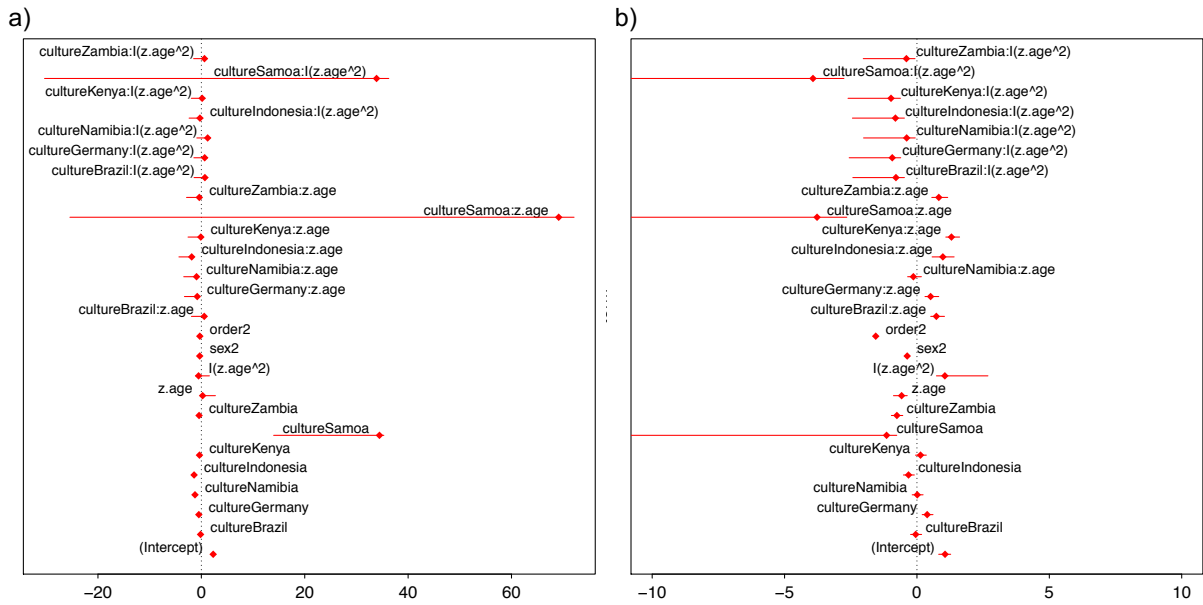 a)
cultureZambia:I(z.age^2)
cultureSamoa:I(z.age^2)
cultureKenya:I(z.age^2)
cultureIndonesia:I(z.age^2)
cultureNamibia:I(z.age^2)
cultureGermany:I(z.age^2)
cultureBrazil:I(z.age^2)
cultureZambia:z.age
cultureSamoa:z.age
cultureKenya:z.age
cultureIndonesia:z.age
cultureNamibia:z.age
cultureGermany:z.age
cultureBrazil:z.age
order2
sex2
I(z.age^2)
z.age
cultureZambia
cultureSamoa
cultureKenya
cultureIndonesia
cultureNamibia
cultureGermany
cultureBrazil
(Intercept)
−20 0 20 40 60
b)
cultureZambia:I(z.age^2)
cultureSamoa:I(z.age^2)
cultureKenya:I(z.age^2)
cultureIndonesia:I(z.age^2)
cultureNamibia:I(z.age^2)
cultureGermany:I(z.age^2)
cultureBrazil:I(z.age^2)
cultureZambia:z.age
cultureSamoa:z.age
cultureKenya:z.age
cultureIndonesia:z.age
cultureNamibia:z.age
cultureGermany:z.age
cultureBrazil:z.age
order2
sex2
I(z.age^2)
z.age
cultureZambia
cultureSamoa
cultureKenya
cultureIndonesia
cultureNamibia
cultureGermany
cultureBrazil
(Intercept)
−10 −5 0 5 10